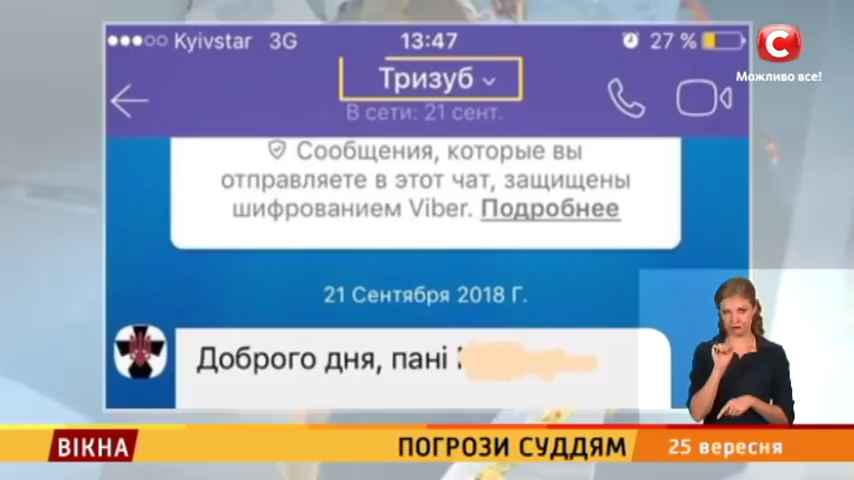 Kyivstar 3G 13:47 27 %
С
Можливо все!
Тризуб
В сети: 21 сент.
Сообщения, которые вы
отправляете в этот чат, защищены
шифрованием Viber. Подробнее
21 Сентября 2018 Г.
Доброго дня, пані
ВІКНА ПОГРОЗИ СУДДЯМ 25 вересня